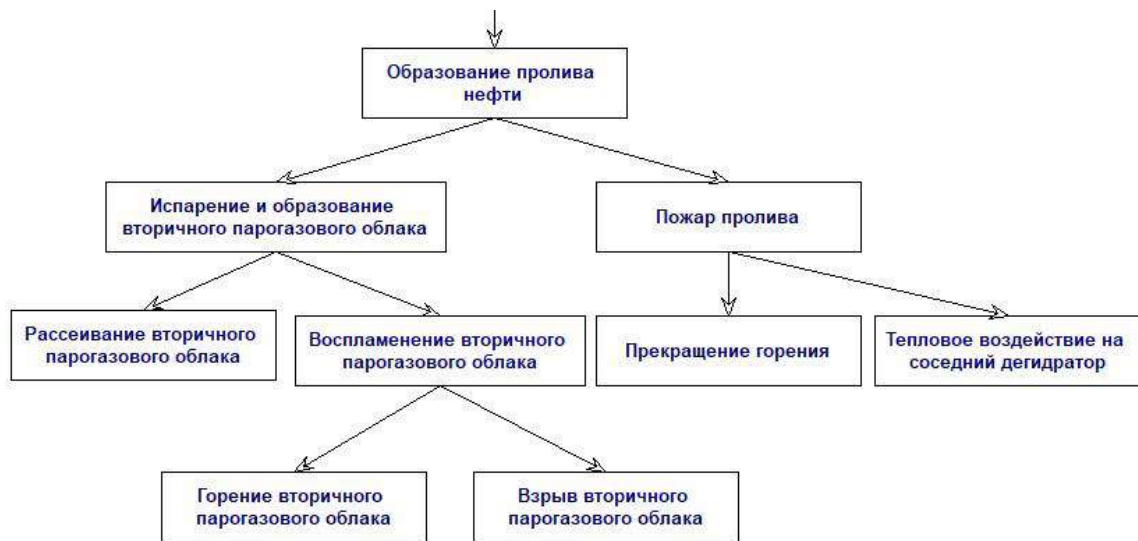 Образование пролива
нефти
Испарение и образование
вторичного парогазового облака
Пожар пролива
Рассеивание вторичного
парогазового облака
Воспламенение вторичного
парогазового облака
Прекращение горения
Тепловое воздействие на
соседний дегидратор
Горение вторичного
парогазового облака
Взрыв вторичного
парогазового облака